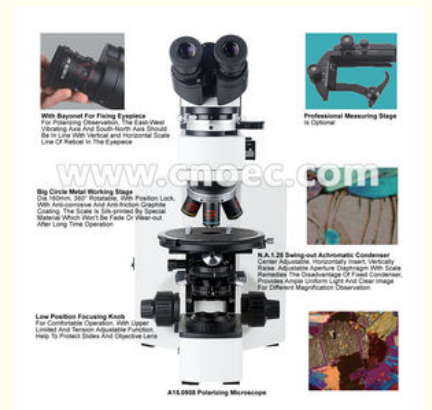 With Bayonet For Fixing Eyepiece
For Polarizing Observation, The East-West
Vibrating Axis And South-North Axis Should
Be In Line With Vertical and Horizontal Scale
Line Of Reticel In The Eyepiece
Professional Measuring Stage
Is Optional
www.cnoec.com
Big Circle Metal Working Stage
Dia.160mm, 360° Rotatable, With Position Lock,
With Anti-corrosive And Anti-friction Graphite
Coating. The Scale Is Silk-printed By Special
Material Which Won't Be Fade Or Wear-out
After Long Time Operation
N.A.1.25 Swing-out Achromatic Condenser
Center Adjustable, Horizontally Insert, Vertically
Raise. Adjustable Aperture Diaphragm With Scale
Remedies The Disadvantage Of Fixed Condenser,
Provides Ample Uniform Light And Clear Image
For Different Magnification Observation
Low Position Focusing Knob
For Comfortable Operation, With Upper
Limited And Tension Adjustable Function,
Help To Protect Slides And Objective Lens
A15.0908 Polarizing Microscope